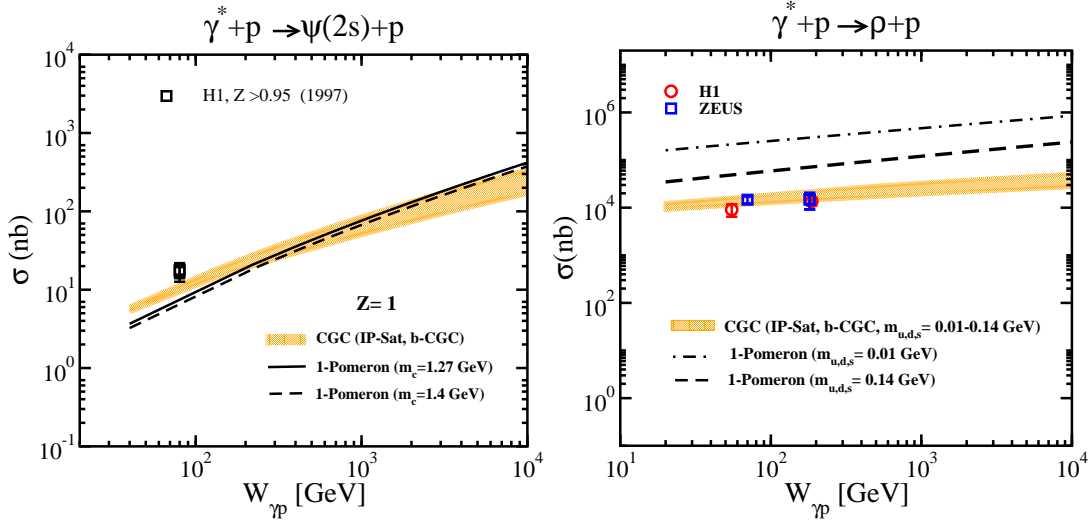 γ*+p →ψ(2s)+p
10^4
10^3
10^2
10^1
10^0
10^-1
σ (nb)
H1, Z >0.95 (1997)
Z= 1
CGC (IP-Sat, b-CGC)
1-Pomeron (m_c=1.27 GeV)
1-Pomeron (m_c=1.4 GeV)
10^2 10^3 10^4
W_γp [GeV]
γ*+p →ρ+p
10^6
10^4
10^2
10^0
σ(nb)
H1
ZEUS
CGC (IP-Sat, b-CGC, m_u,d,s= 0.01-0.14 GeV)
1-Pomeron (m_u,d,s= 0.01 GeV)
1-Pomeron (m_u,d,s= 0.14 GeV)
10^1 10^2 10^3 10^4
W_γp [GeV]